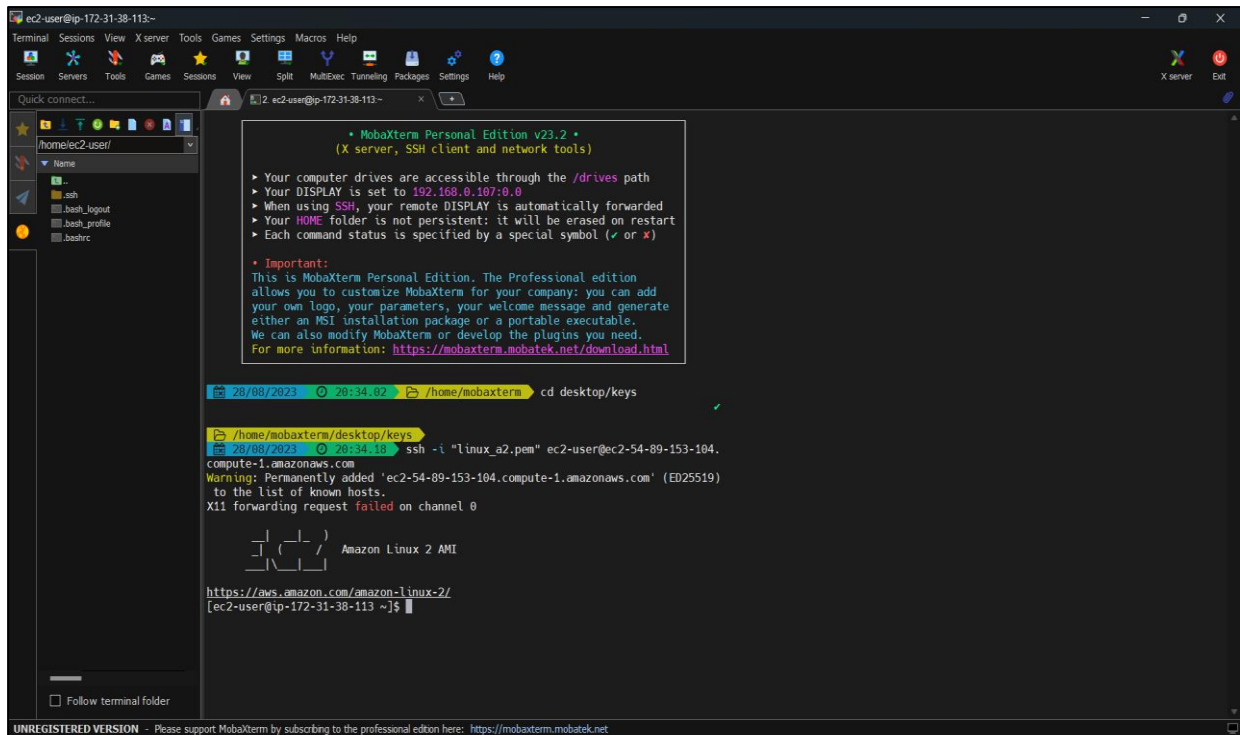 ec2-user@ip-172-31-38-113:~
Terminal Sessions View X server Tools Games Settings Macros Help
Session Servers Tools Games Sessions View Split MultiExec Tunneling Packages Settings Help X server Exit
Quick connect...
2. ec2-user@ip-172-31-38-113:~
/home/ec2-user/
Name
..
.ssh
.bash_logout
.bash_profile
.bashrc
• MobaXterm Personal Edition v23.2 •
(X server, SSH client and network tools)
➤ Your computer drives are accessible through the /drives path
➤ Your DISPLAY is set to 192.168.0.107:0.0
➤ When using SSH, your remote DISPLAY is automatically forwarded
➤ Your HOME folder is not persistent: it will be erased on restart
➤ Each command status is specified by a special symbol (✔ or ✘)
• Important:
This is MobaXterm Personal Edition. The Professional edition
allows you to customize MobaXterm for your company: you can add
your own logo, your parameters, your welcome message and generate
either an MSI installation package or a portable executable.
We can also modify MobaXterm or develop the plugins you need.
For more information: https://mobaxterm.mobatek.net/download.html
28/08/2023 20:34.02 /home/mobaxterm cd desktop/keys
✔
/home/mobaxterm/desktop/keys
28/08/2023 20:34.18 ssh -i "linux_a2.pem" ec2-user@ec2-54-89-153-104.
compute-1.amazonaws.com
Warning: Permanently added 'ec2-54-89-153-104.compute-1.amazonaws.com' (ED25519)
to the list of known hosts.
X11 forwarding request failed on channel 0
__| __|_ )
_| ( / Amazon Linux 2 AMI
___|\___|___|
https://aws.amazon.com/amazon-linux-2/
[ec2-user@ip-172-31-38-113 ~]$
Follow terminal folder
UNREGISTERED VERSION - Please support MobaXterm by subscribing to the professional edition here: https://mobaxterm.mobatek.net